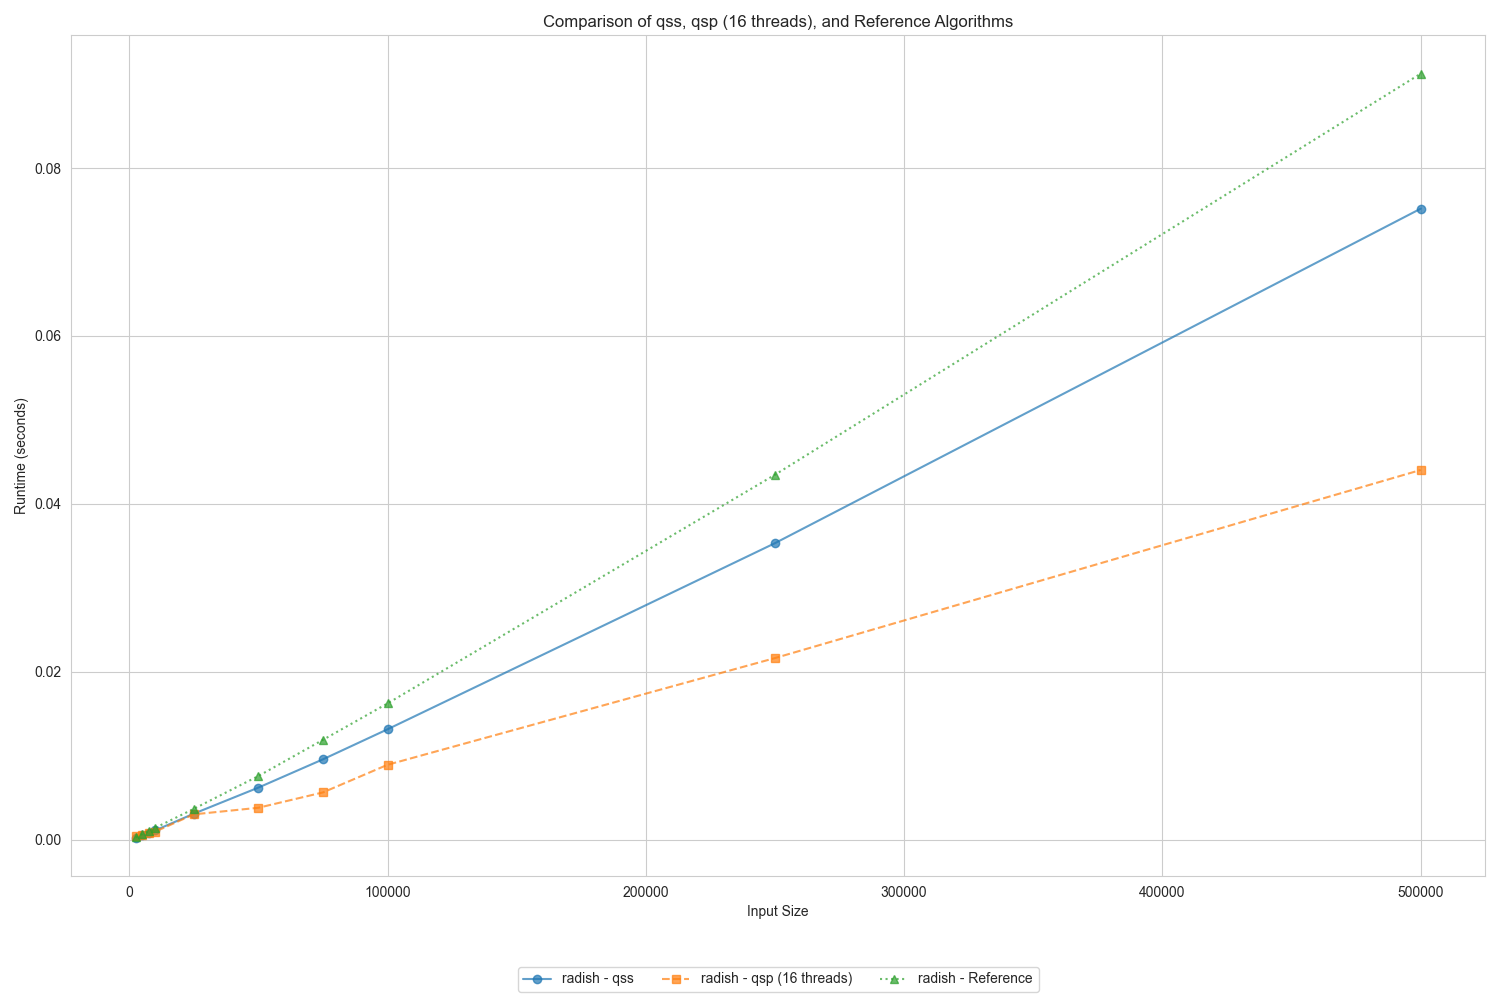 Comparison of qss, qsp (16 threads), and Reference Algorithms
Runtime (seconds)
0.08
0.06
0.04
0.02
0.00
0 100000 200000 300000 400000 500000
Input Size
radish - qss radish - qsp (16 threads) radish - Reference